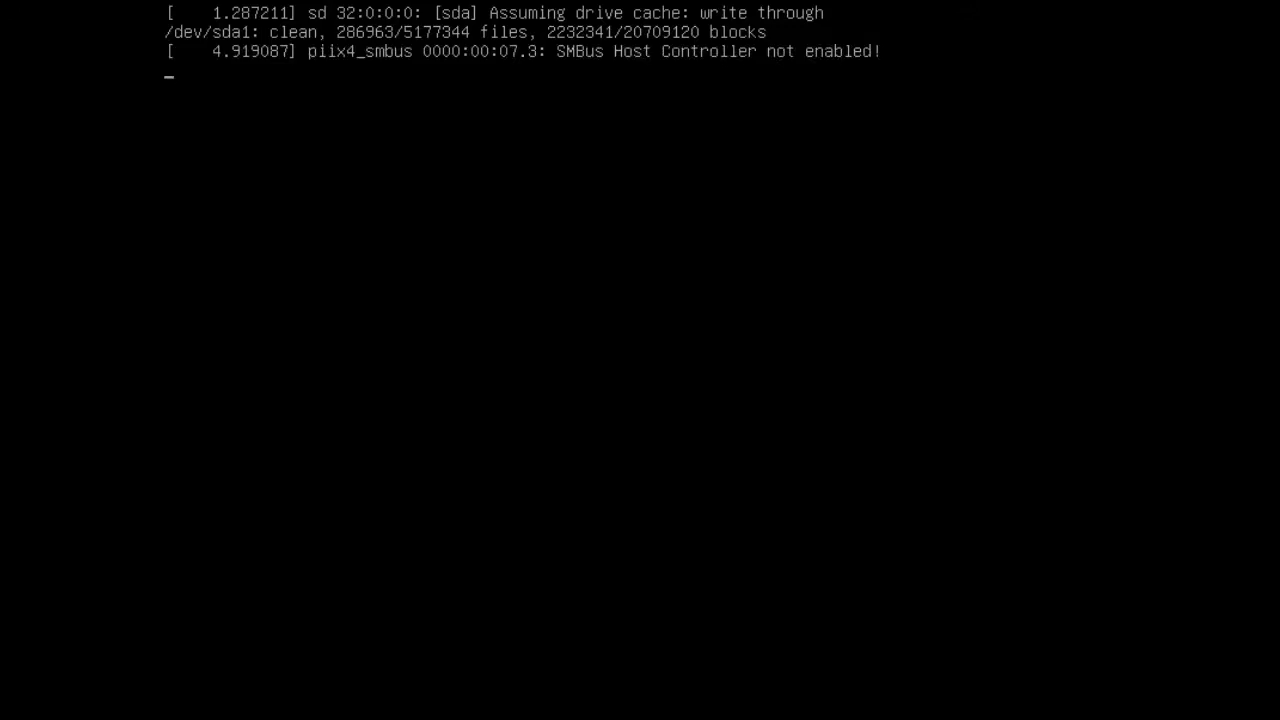 [    1.287211] sd 32:0:0:0: [sda] Assuming drive cache: write through
/dev/sda1: clean, 286963/5177344 files, 2232341/20709120 blocks
[    4.919087] piix4_smbus 0000:00:07.3: SMBus Host Controller not enabled!
_